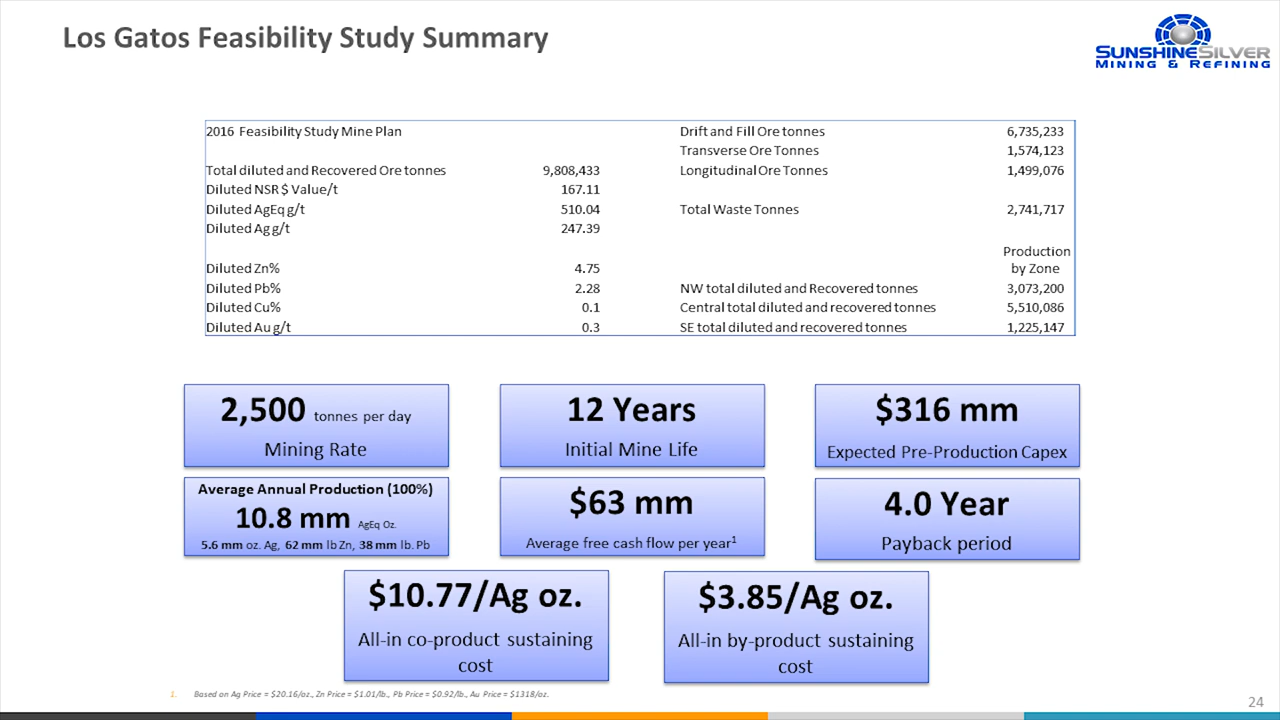 Los Gatos Feasibility Study Summary
SUNSHINESILVER
MINING & REFINING
2016 Feasibility Study Mine Plan
Drift and Fill Ore tonnes 6,735,233
Transverse Ore Tonnes 1,574,123
Total diluted and Recovered Ore tonnes 9,808,433
Longitudinal Ore Tonnes 1,499,076
Diluted NSR $ Value/t 167.11
Diluted AgEq g/t 510.04
Total Waste Tonnes 2,741,717
Diluted Ag g/t 247.39
Production
by Zone
Diluted Zn% 4.75
Diluted Pb% 2.28
NW total diluted and Recovered tonnes 3,073,200
Diluted Cu% 0.1
Central total diluted and recovered tonnes 5,510,086
Diluted Au g/t 0.3
SE total diluted and recovered tonnes 1,225,147
2,500 tonnes per day
Mining Rate
12 Years
Initial Mine Life
$316 mm
Expected Pre-Production Capex
Average Annual Production (100%)
10.8 mm AgEq Oz.
5.6 mm oz. Ag, 62 mm lb Zn, 38 mm lb. Pb
$63 mm
Average free cash flow per year1
4.0 Year
Payback period
$10.77/Ag oz.
All-in co-product sustaining
cost
$3.85/Ag oz.
All-in by-product sustaining
cost
1. Based on Ag Price = $20.16/oz., Zn Price = $1.01/lb., Pb Price = $0.92/lb., Au Price = $1318/oz.
24